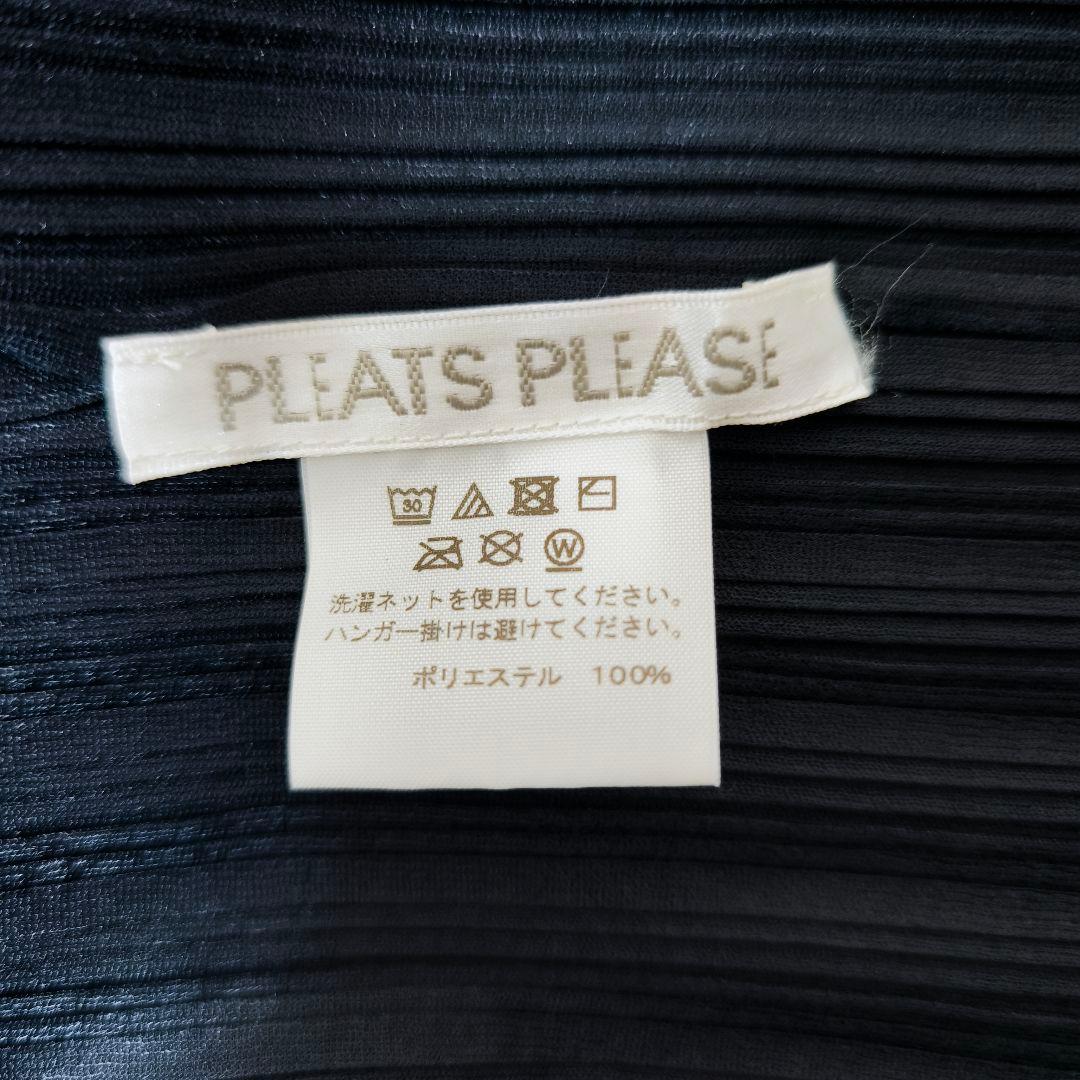 PLEATS PLEASE
30
W
洗濯ネットを使用してください。
ハンガー掛けは避けてください。
ポリエステル 100%